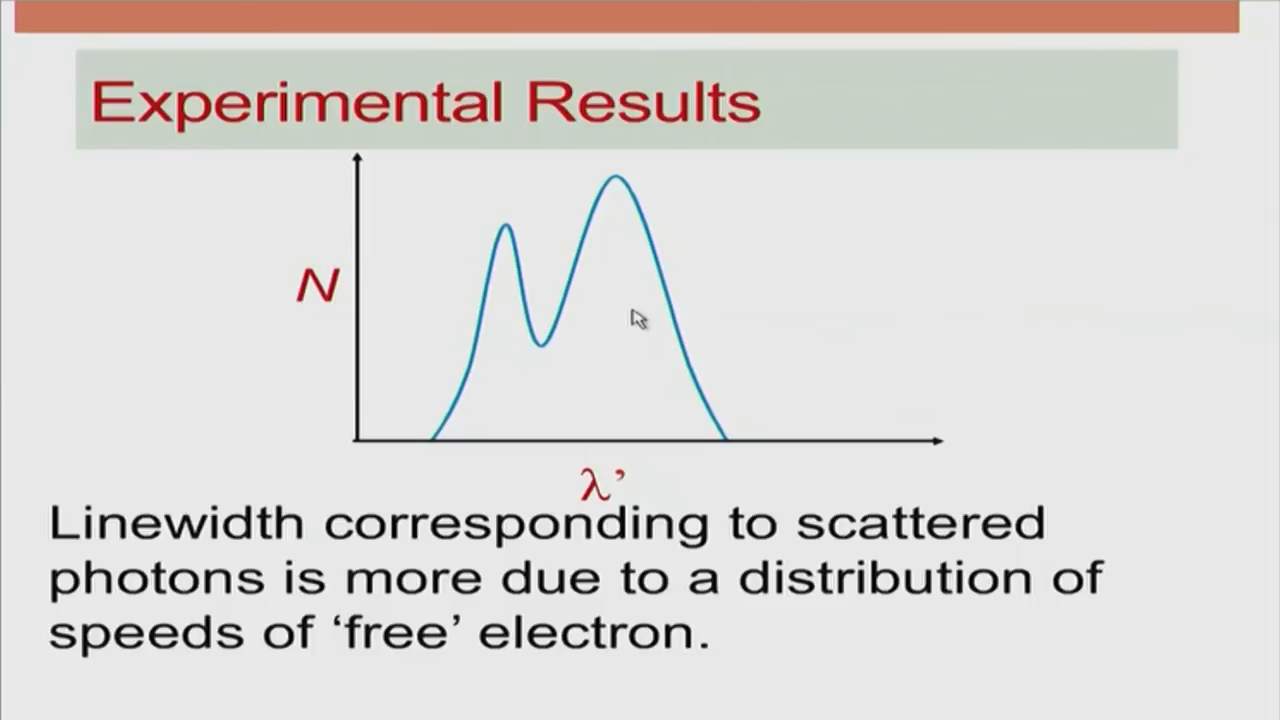 Experimental Results
N
λ’
Linewidth corresponding to scattered
photons is more due to a distribution of
speeds of ‘free’ electron.